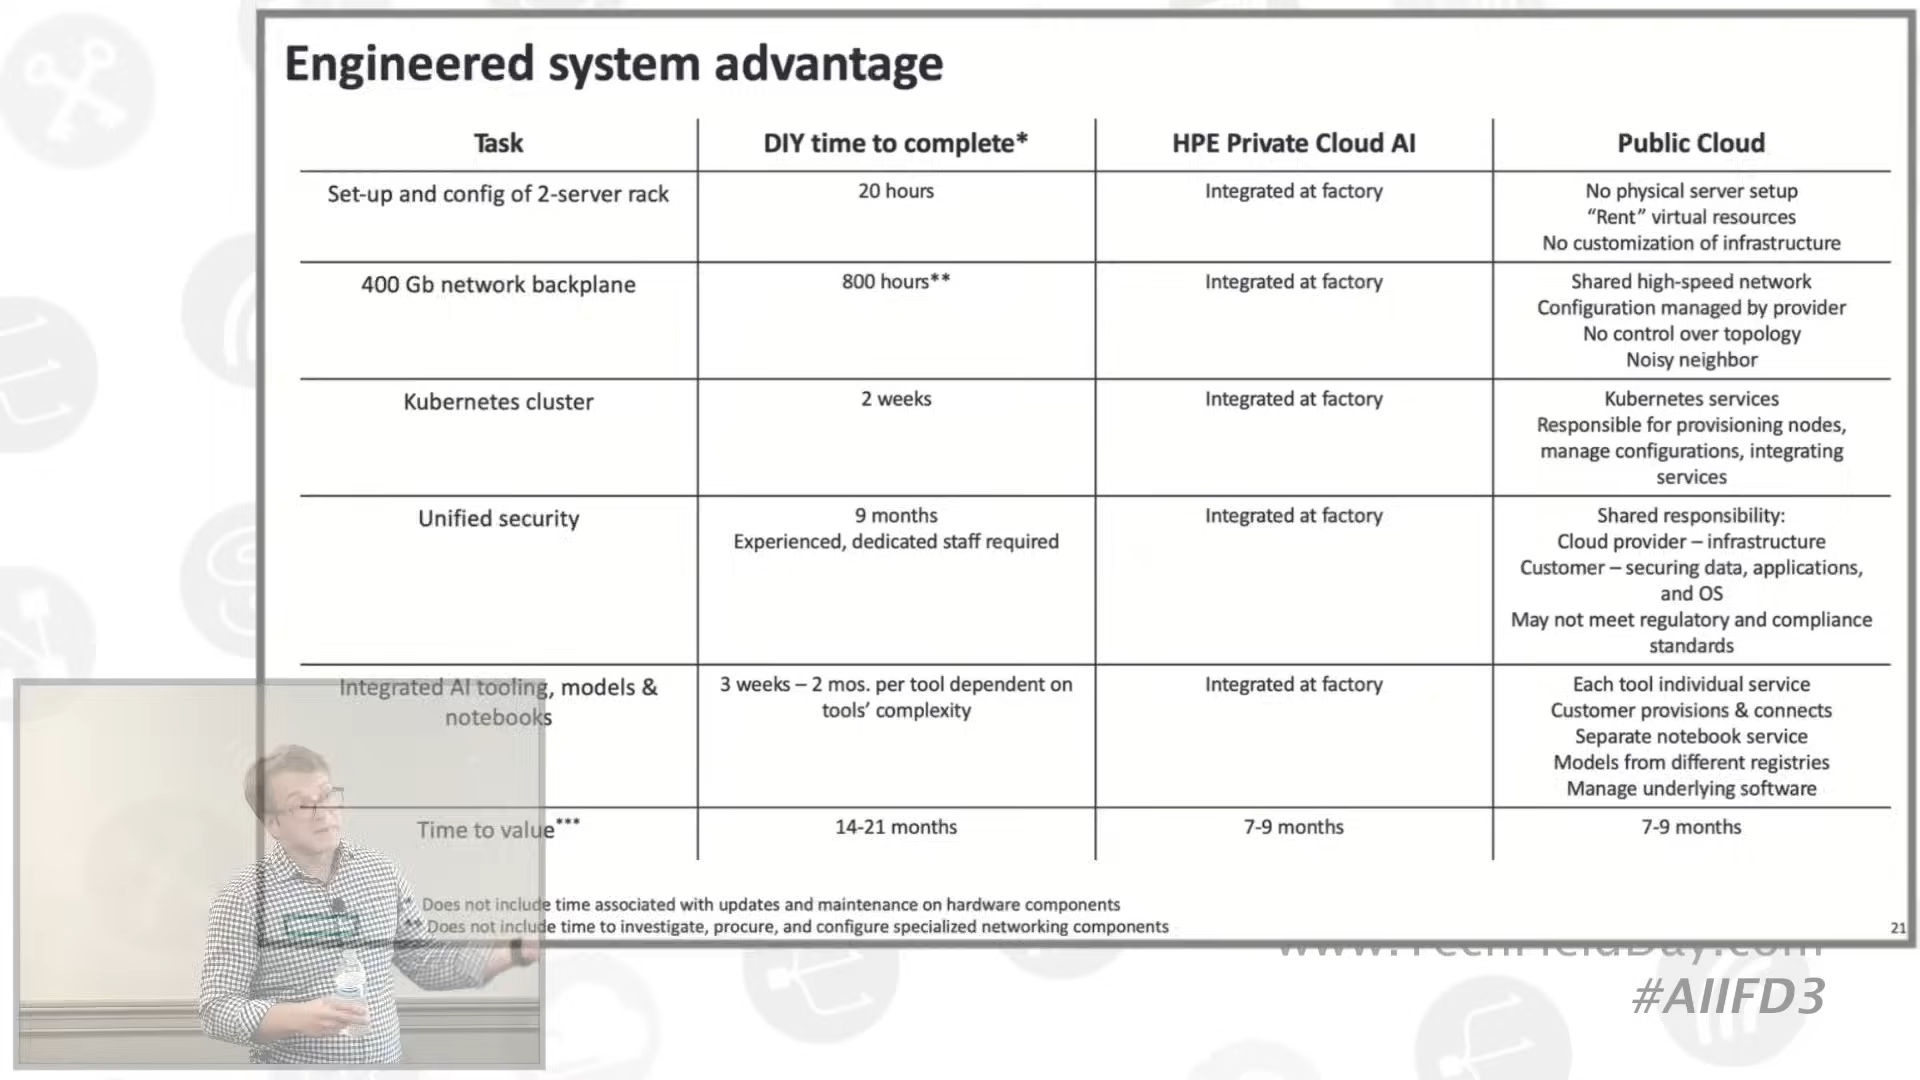 Engineered system advantage
Task
DIY time to complete*
HPE Private Cloud AI
Public Cloud
Set-up and config of 2-server rack
20 hours
Integrated at factory
No physical server setup
“Rent” virtual resources
No customization of infrastructure
400 Gb network backplane
800 hours**
Integrated at factory
Shared high-speed network
Configuration managed by provider
No control over topology
Noisy neighbor
Kubernetes cluster
2 weeks
Integrated at factory
Kubernetes services
Responsible for provisioning nodes,
manage configurations, integrating
services
Unified security
9 months
Experienced, dedicated staff required
Integrated at factory
Shared responsibility:
Cloud provider – infrastructure
Customer – securing data, applications,
and OS
May not meet regulatory and compliance
standards
Integrated AI tooling, models &
notebooks
3 weeks – 2 mos. per tool dependent on
tools’ complexity
Integrated at factory
Each tool individual service
Customer provisions & connects
Separate notebook service
Models from different registries
Manage underlying software
Time to value***
14-21 months
7-9 months
7-9 months
* Does not include time associated with updates and maintenance on hardware components
** Does not include time to investigate, procure, and configure specialized networking components
21
www.TechFieldDay.com
#AIIFD3